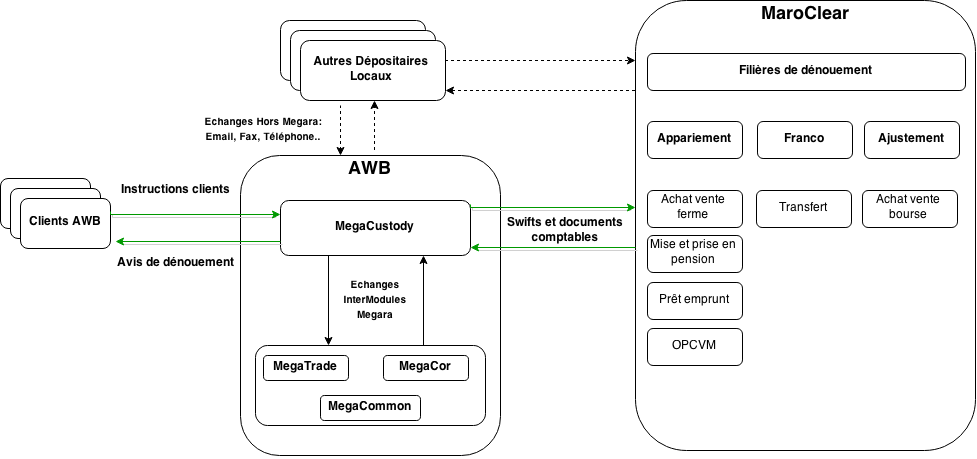 MaroClear
Autres Dépositaires
Locaux
Filières de dénouement
Echanges Hors Megara:
Email, Fax, Téléphone..
Appariement
Franco
Ajustement
AWB
Instructions clients
Clients AWB
MegaCustody
Swifts et documents
comptables
Achat vente
ferme
Transfert
Achat vente
bourse
Avis de dénouement
Mise et prise en
pension
Echanges
InterModules
Megara
Prêt emprunt
OPCVM
MegaTrade
MegaCor
MegaCommon